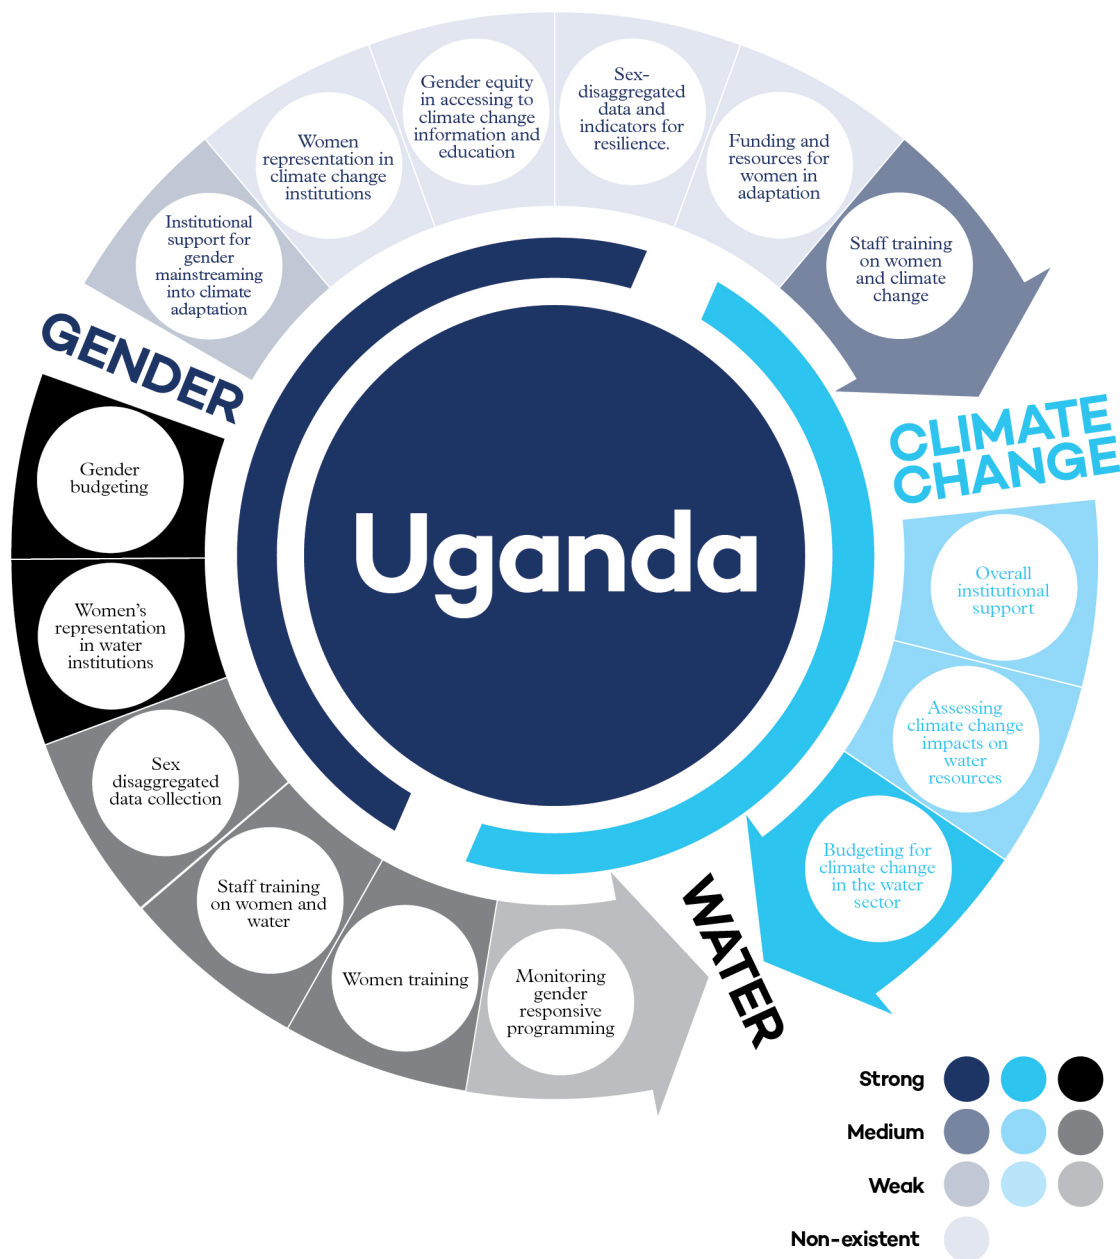 Gender equity
in accessing to
climate change
information and
education
Sex-
disaggregated
data and
indicators for
resilience.
Women
representation in
climate change
institutions
Funding and
resources for
women in
adaptation
Institutional
support for
gender
mainstreaming
into climate
adaptation
Staff training
on women
and climate
change
GENDER
CLIMATE
CHANGE
Gender
budgeting
Uganda
Overall
institutional
support
Women's
representation
in water
institutions
Assessing
climate change
impacts on
water
resources
Sex
disaggregated
data collection
Budgeting for
climate change
in the water
sector
Staff training
on women and
water
WATER
Women training
Monitoring
gender
responsive
programming
Strong
Medium
Weak
Non-existent